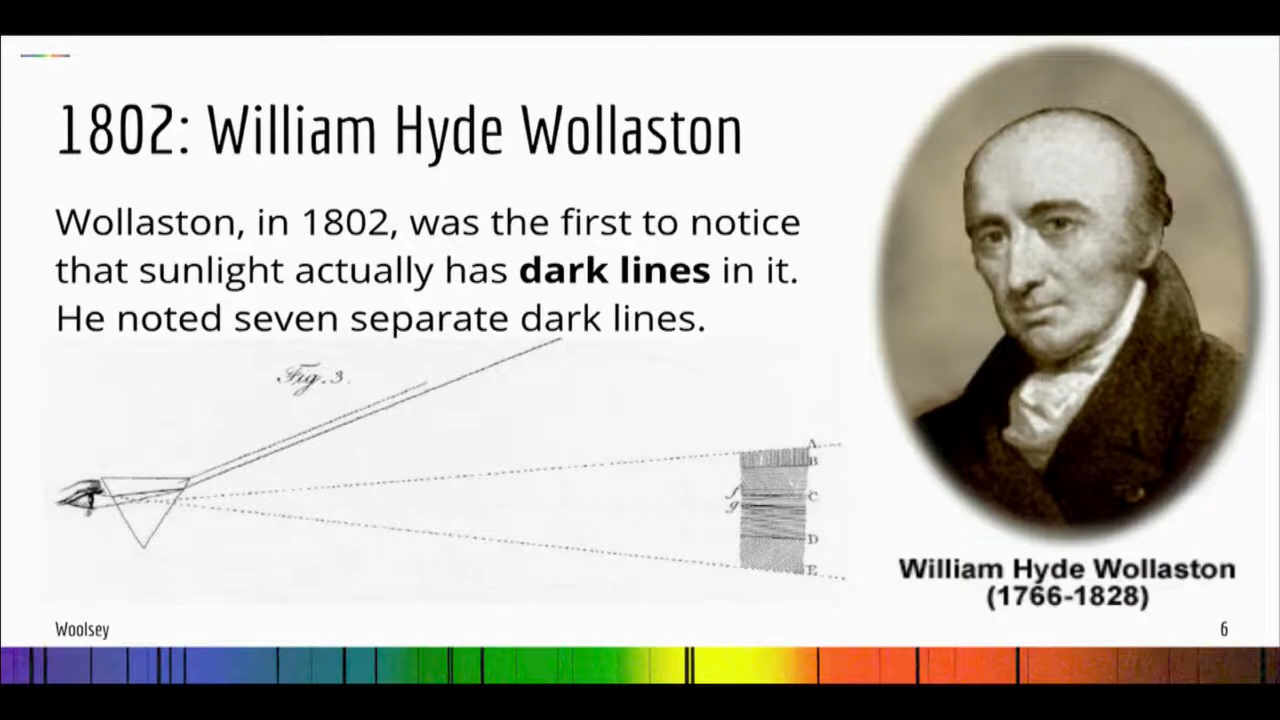 1802: William Hyde Wollaston
Wollaston, in 1802, was the first to notice
that sunlight actually has dark lines in it.
He noted seven separate dark lines.
Fig. 3.
A
B
f
C
g
D
E
William Hyde Wollaston
(1766-1828)
Woolsey
6